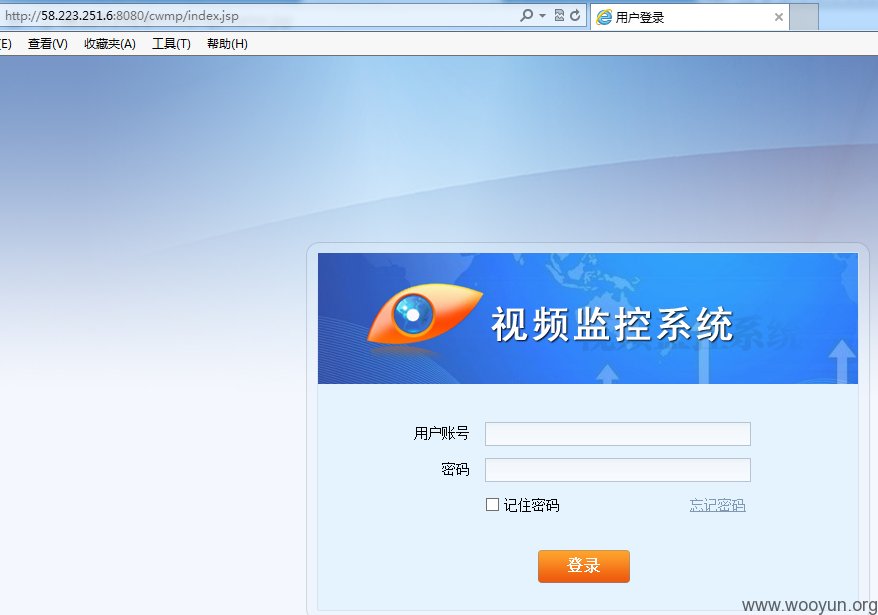 http://58.223.251.6:8080/cwmp/index.jsp
用户登录
E) 查看(V) 收藏夹(A) 工具(T) 帮助(H)
视频监控系统
用户账号
密码
记住密码 忘记密码
登录
www.wooyun.org